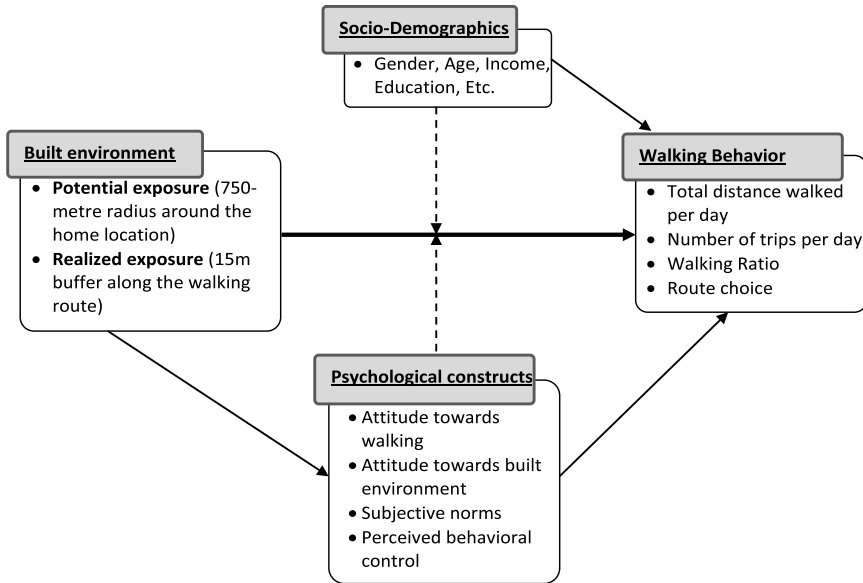 Socio-Demographics
• Gender, Age, Income,
Education, Etc.
Built environment
• Potential exposure (750-
metre radius around the
home location)
• Realized exposure (15m
buffer along the walking
route)
Walking Behavior
• Total distance walked
per day
• Number of trips per day
• Walking Ratio
• Route choice
Psychological constructs
• Attitude towards
walking
• Attitude towards built
environment
• Subjective norms
• Perceived behavioral
control